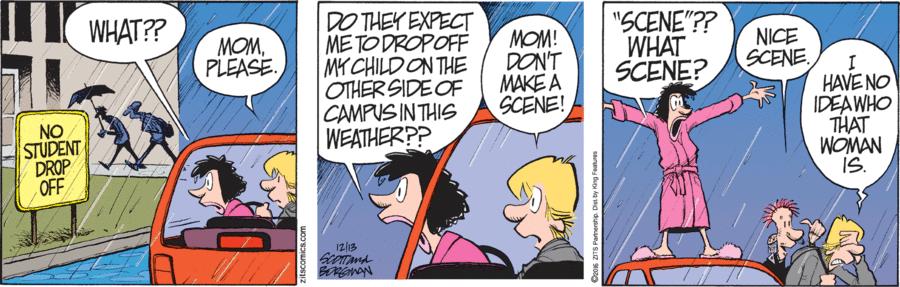 WHAT??
MOM,
PLEASE.
NO
STUDENT
DROP
OFF
zitscomics.com
DO THEY EXPECT
ME TO DROP OFF
MY CHILD ON THE
OTHER SIDE OF
CAMPUS IN THIS
WEATHER??
MOM!
DON'T
MAKE A
SCENE!
12/13
SCOTT AND
BORGMAN
"SCENE"??
WHAT
SCENE?
NICE
SCENE.
I
HAVE NO
IDEA WHO
THAT
WOMAN
IS.
©2016 ZITS Partnership. Dist. by King Features